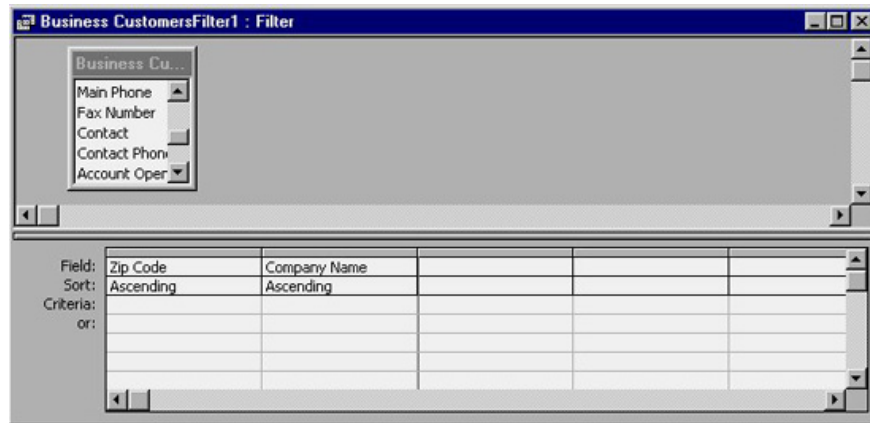 Business CustomersFilter1 : Filter
Business Cu...
Main Phone
Fax Number
Contact
Contact Phon
Account Oper
Field: Zip Code Company Name
Sort: Ascending Ascending
Criteria:
or: